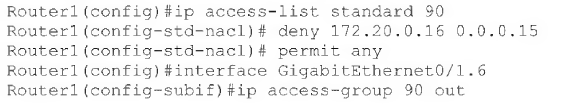 Router1(config)#ip access-list standard 90
Router1(config-std-nacl)# deny 172.20.0.16 0.0.0.15
Router1(config-std-nacl)# permit any
Router1(config)#interface GigabitEthernet0/1.6
Router1(config-subif)#ip access-group 90 out